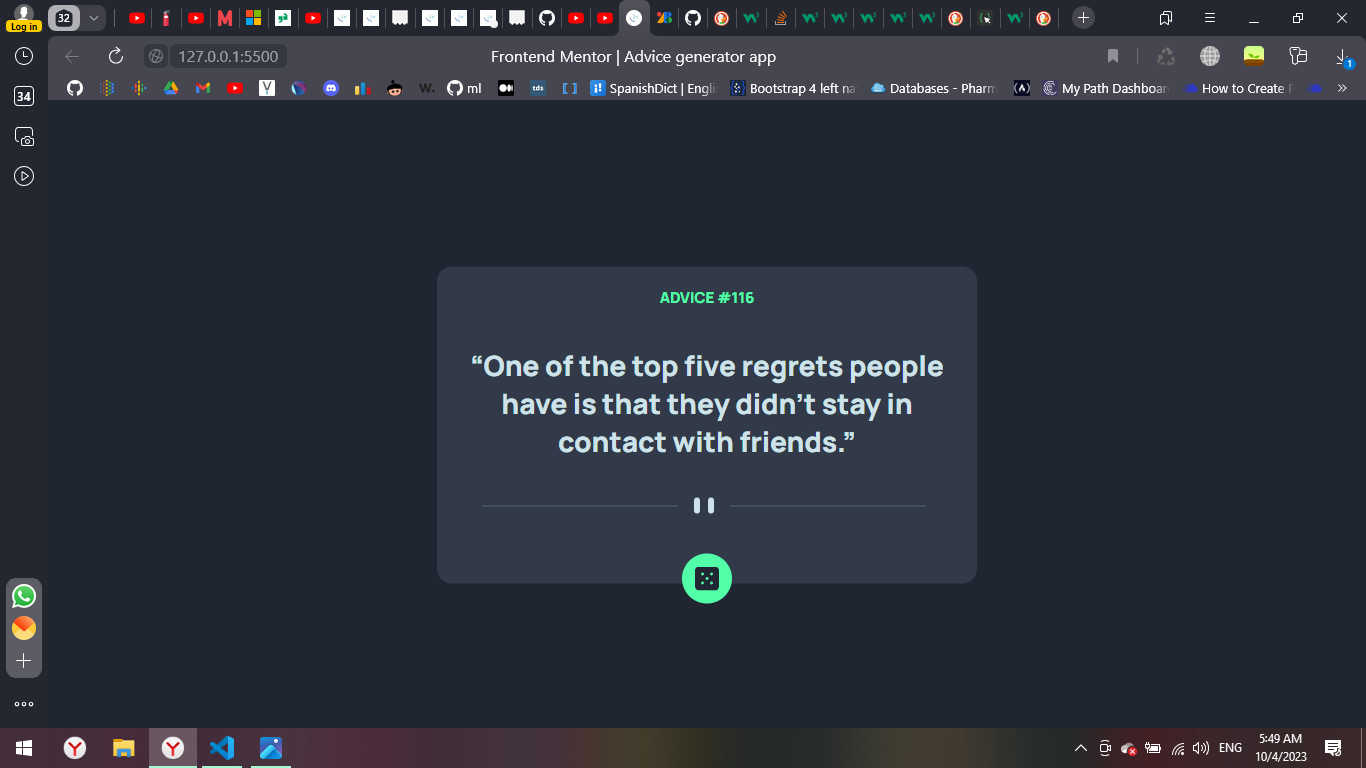 32
Log in
127.0.0.1:5500
Frontend Mentor | Advice generator app
1
34
ml
tds
SpanishDict | Engli
Bootstrap 4 left na
Databases - Pharm
My Path Dashboar
How to Create
ADVICE #116
“One of the top five regrets people
have is that they didn’t stay in
contact with friends.”
ENG
5:49 AM
10/4/2023